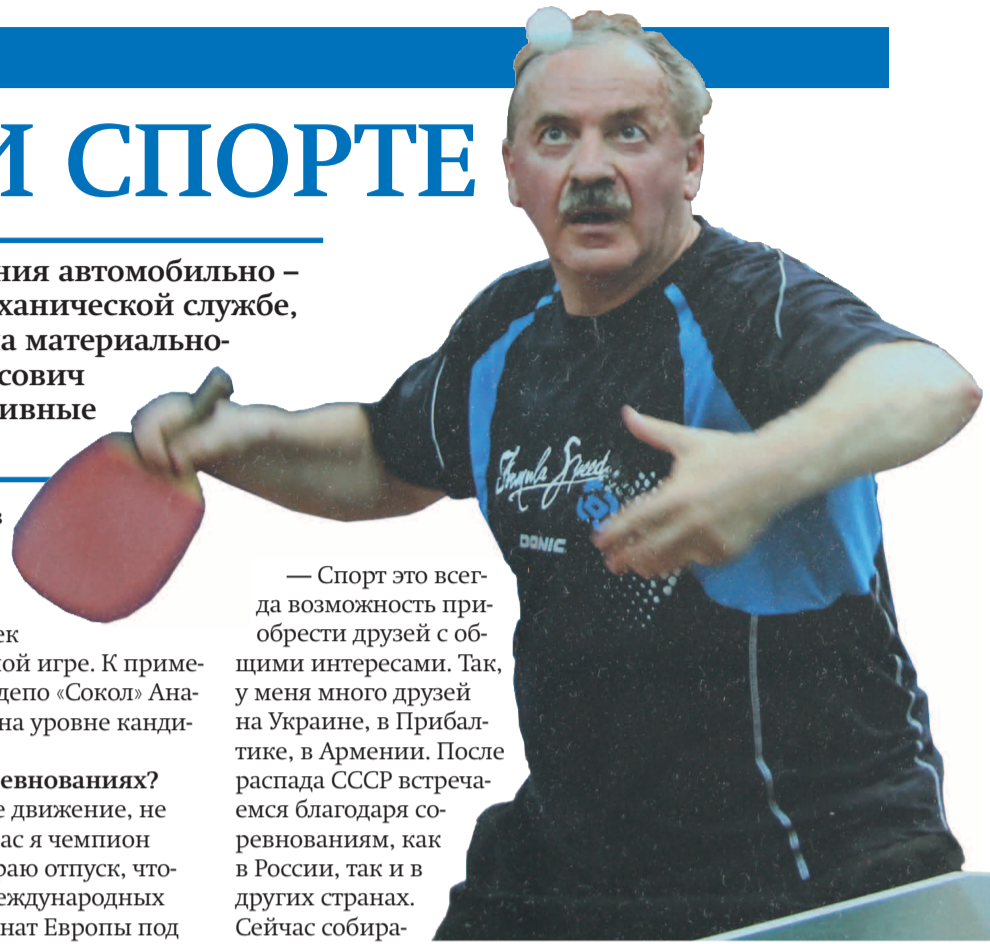 И СПОРТЕ
ния автомобильно –
ханической службе,
а материально-
сович
ивные
в
ек
ой игре. К приме-
депо «Сокол» Ана-
на уровне канди-
евнованиях?
е движение, не
ас я чемпион
раю отпуск, что-
еждународных
нат Европы под
— Спорт это всег-
да возможность при-
обрести друзей с об-
щими интересами. Так,
у меня много друзей
на Украине, в Прибал-
тике, в Армении. После
распада СССР встреча-
емся благодаря со-
ревнованиям, как
в России, так и в
других странах.
Сейчас собира-
Formula Speed
DONIC